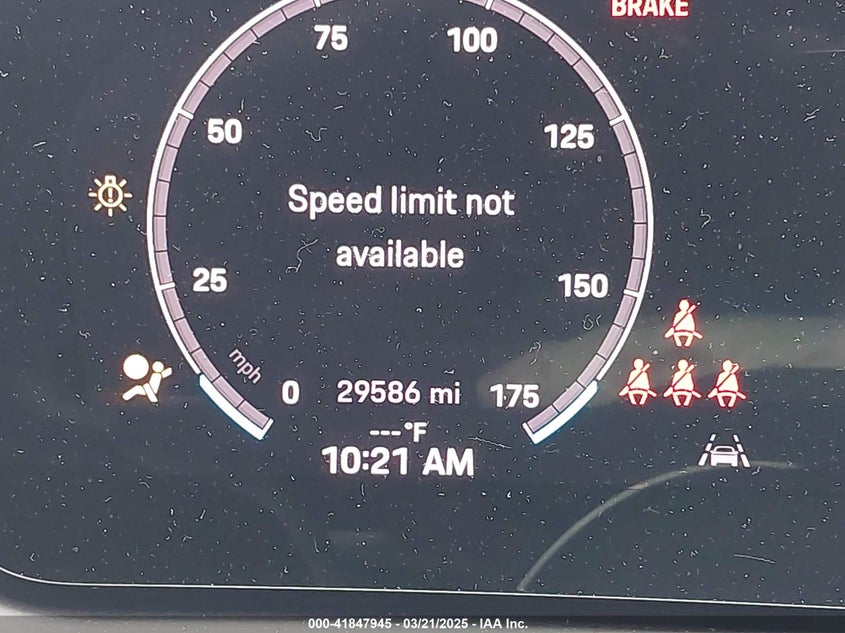 BRAKE
75 100
50 125
Speed limit not
available
25 150
mph
0 29586 mi 175
---°F
10:21 AM
000-41847945 - 03/21/2025 - IAA Inc.